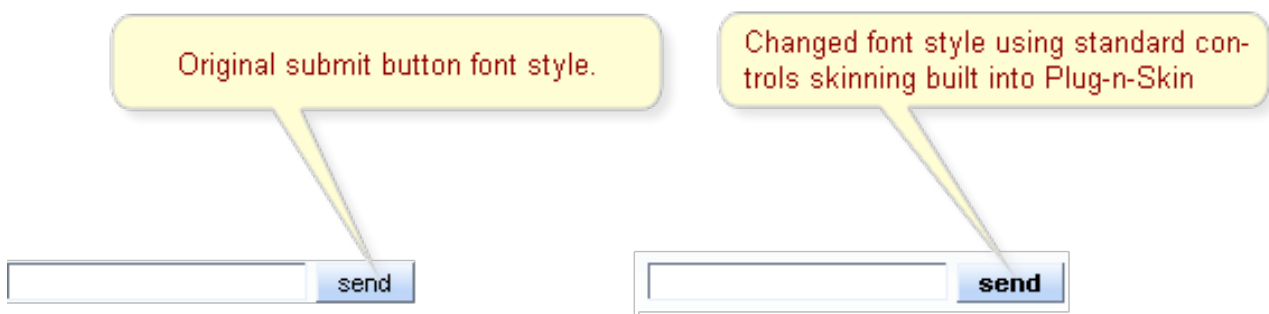 Original submit button font style.
Changed font style using standard con-
trols skinning built into Plug-n-Skin
send
send